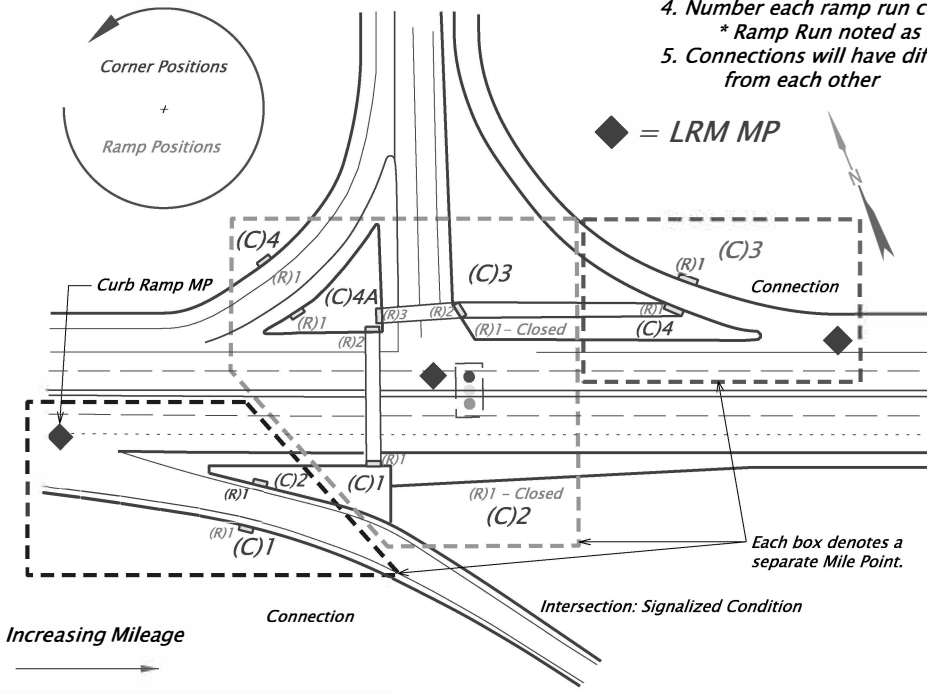 4. Number each ramp run c
* Ramp Run noted as
5. Connections will have dif
from each other
Corner Positions
+
Ramp Positions
= LRM MP
N
(C)4
(R)1
(C)3
(R)1
(C)3
Connection
Curb Ramp MP
(C)4A
(R)1
(R)3
(R)2
(R)1
(R)1- Closed
(C)4
(R)2
(R)1
(C)2
(R)1
(C)1
(R)1 - Closed
(C)2
(R)1
(C)1
Each box denotes a
separate Mile Point.
Connection
Intersection: Signalized Condition
Increasing Mileage